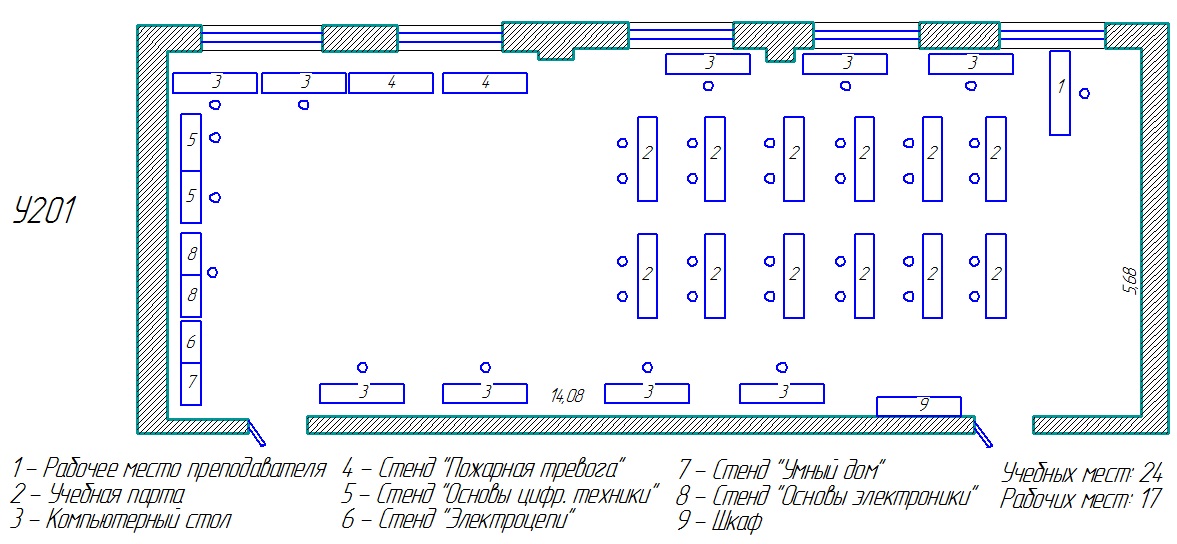 3 3 4 4 3 3 3 1
5 2 2 2 2 2 2
5
У201
8 2 2 2 2 2 2
8
5,68
6
7
3 3 14,08 3 3 9
1 – Рабочее место преподавателя
2 – Учебная парта
3 – Компьютерный стол
4 – Стенд "Пожарная тревога"
5 – Стенд "Основы цифр. техники"
6 – Стенд "Электроцепи"
7 – Стенд "Умный дом"
8 – Стенд "Основы электроники"
9 – Шкаф
Учебных мест: 24
Рабочих мест: 17